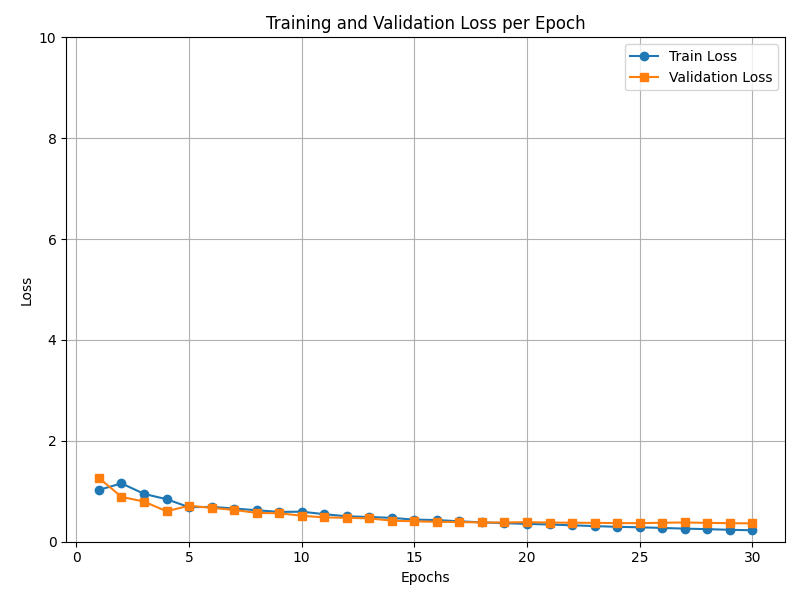 Training and Validation Loss per Epoch
Train Loss
Validation Loss
Loss
10
8
6
4
2
0
0 5 10 15 20 25 30
Epochs